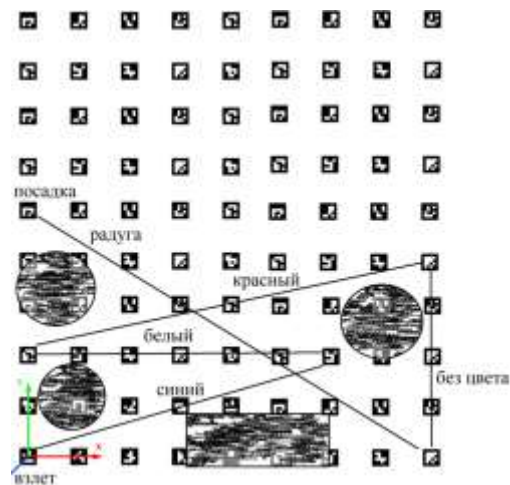 посадка
радуга
красный
белый
без цвета
синий
Y
X
взлет